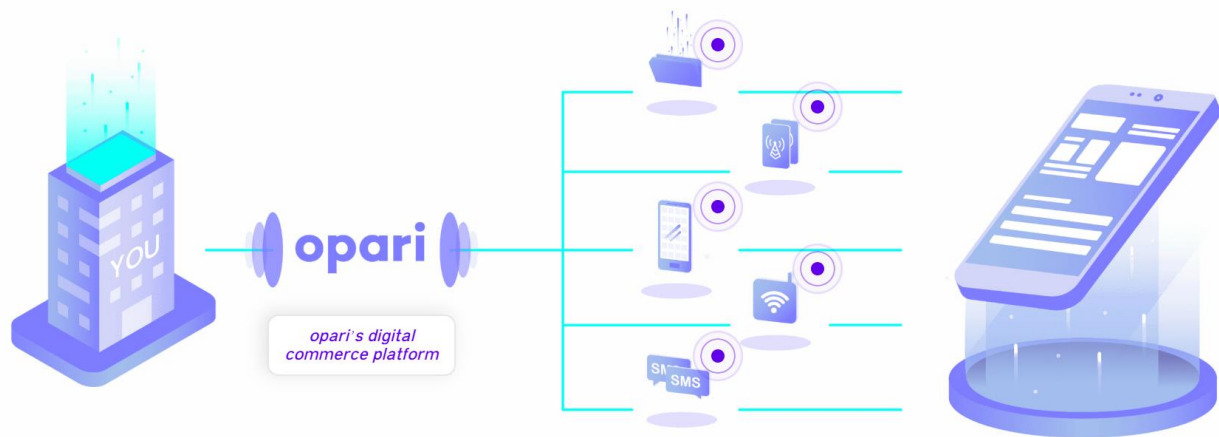 YOU
opari
opari's digital
commerce platform
SMS
SMS